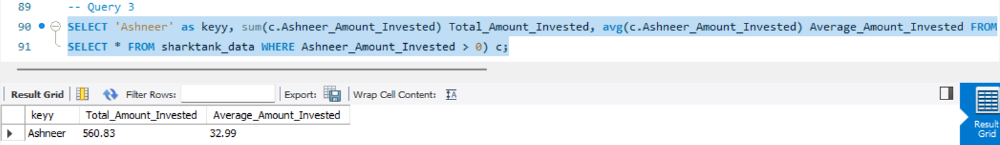 89 -- Query 3
90 SELECT 'Ashneer' as keyy, sum(c.Ashneer_Amount_Invested) Total_Amount_Invested, avg(c.Ashneer_Amount_Invested) Average_Amount_Invested FROM
91 SELECT * FROM sharktank_data WHERE Ashneer_Amount_Invested > 0) c;
Result Grid Filter Rows: Export: Wrap Cell Content: IA
keyy Total_Amount_Invested Average_Amount_Invested
Ashneer 560.83 32.99
Result
Grid